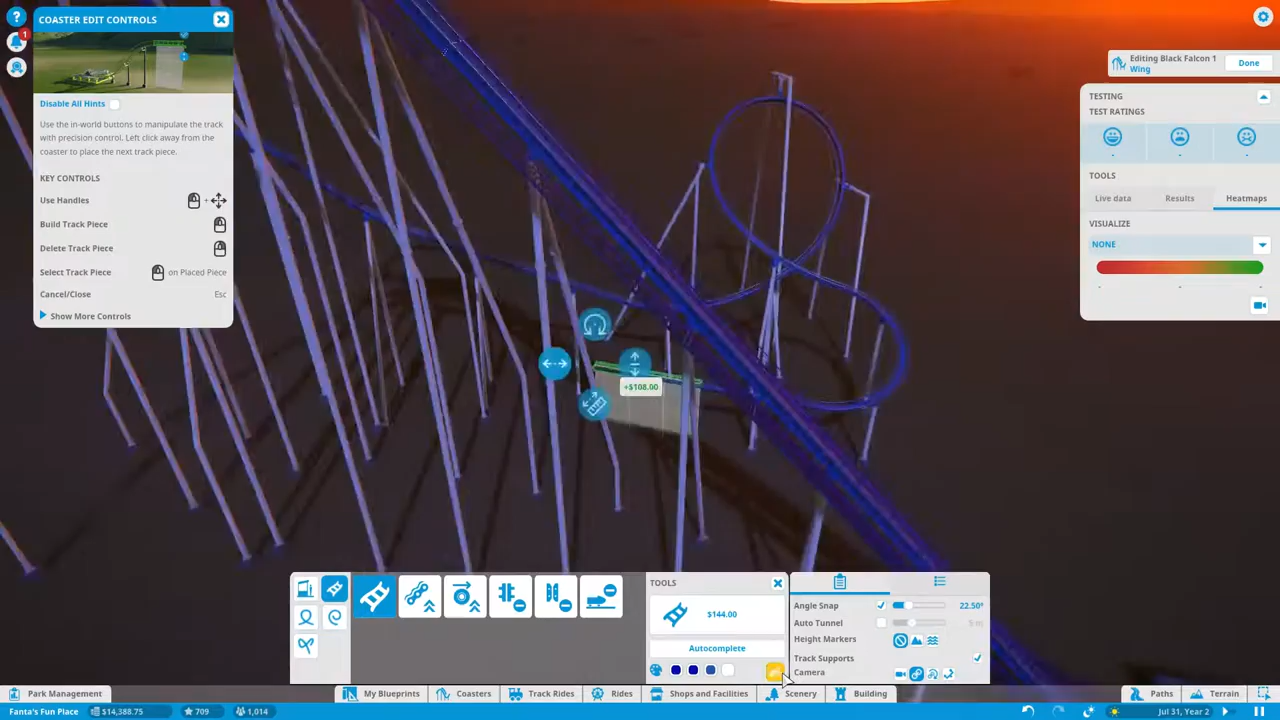 ?
1
COASTER EDIT CONTROLS
Disable All Hints
Use the in-world buttons to manipulate the track
with precision control. Left click away from the
coaster to place the next track piece.
KEY CONTROLS
Use Handles +
Build Track Piece
Delete Track Piece
Select Track Piece on Placed Piece
Cancel/Close Esc
Show More Controls
Editing Black Falcon 1
Wing
Done
TESTING
TEST RATINGS
- - -
TOOLS
Live data Results Heatmaps
VISUALIZE
NONE
- - -
+$108.00
TOOLS
$144.00
Autocomplete
Angle Snap 22.50°
Auto Tunnel
Height Markers
Track Supports
Camera
Park Management
My Blueprints Coasters Track Rides Rides Shops and Facilities Scenery Building
Paths Terrain
Fanta's Fun Place $14,388.75 709 1,014
Jul 31, Year 2